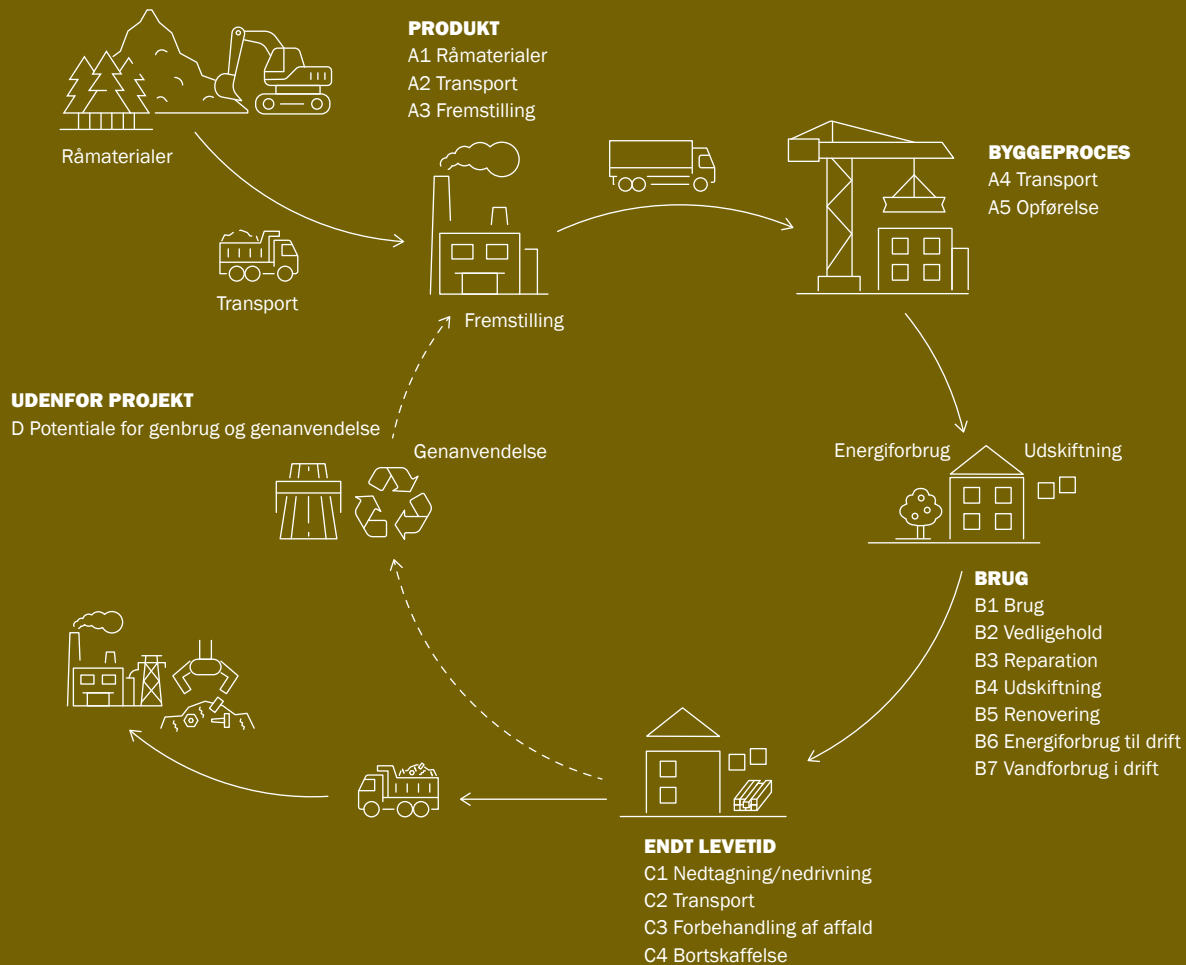 PRODUKT
A1 Råmaterialer
A2 Transport
A3 Fremstilling
Råmaterialer
BYGGEPROCES
A4 Transport
A5 Opførelse
Transport
Fremstilling
UDENFOR PROJEKT
D Potentiale for genbrug og genanvendelse
Genanvendelse
Energiforbrug
Udskiftning
BRUG
B1 Brug
B2 Vedligehold
B3 Reparation
B4 Udskiftning
B5 Renovering
B6 Energiforbrug til drift
B7 Vandforbrug i drift
ENDT LEVETID
C1 Nedtagning/nedrivning
C2 Transport
C3 Forbehandling af affald
C4 Bortskaffelse